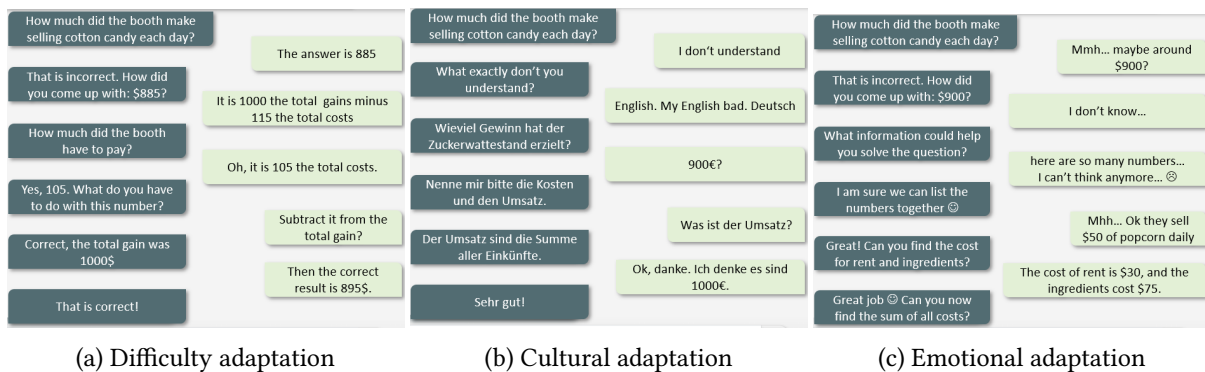 How much did the booth make
selling cotton candy each day?
The answer is 885
That is incorrect. How did
you come up with: $885?
It is 1000 the total gains minus
115 the total costs
How much did the booth
have to pay?
Oh, it is 105 the total costs.
Yes, 105. What do you have
to do with this number?
Subtract it from the
total gain?
Correct, the total gain was
1000$
Then the correct
result is 895$.
That is correct!
(a) Difficulty adaptation
How much did the booth make
selling cotton candy each day?
I don't understand
What exactly don't you
understand?
English. My English bad. Deutsch
Wieviel Gewinn hat der
Zuckerwattestand erzielt?
900€?
Nenne mir bitte die Kosten
und den Umsatz.
Was ist der Umsatz?
Der Umsatz sind die Summe
aller Einkünfte.
Ok, danke. Ich denke es sind
1000€.
Sehr gut!
(b) Cultural adaptation
How much did the booth make
selling cotton candy each day?
Mmh... maybe around
$900?
That is incorrect. How did
you come up with: $900?
I don't know...
What information could help
you solve the question?
here are so many numbers...
I can't think anymore... ☹
I am sure we can list the
numbers together ☺
Mhh... Ok they sell
$50 of popcorn daily
Great! Can you find the cost
for rent and ingredients?
The cost of rent is $30, and the
ingredients cost $75.
Great job ☺ Can you now
find the sum of all costs?
(c) Emotional adaptation